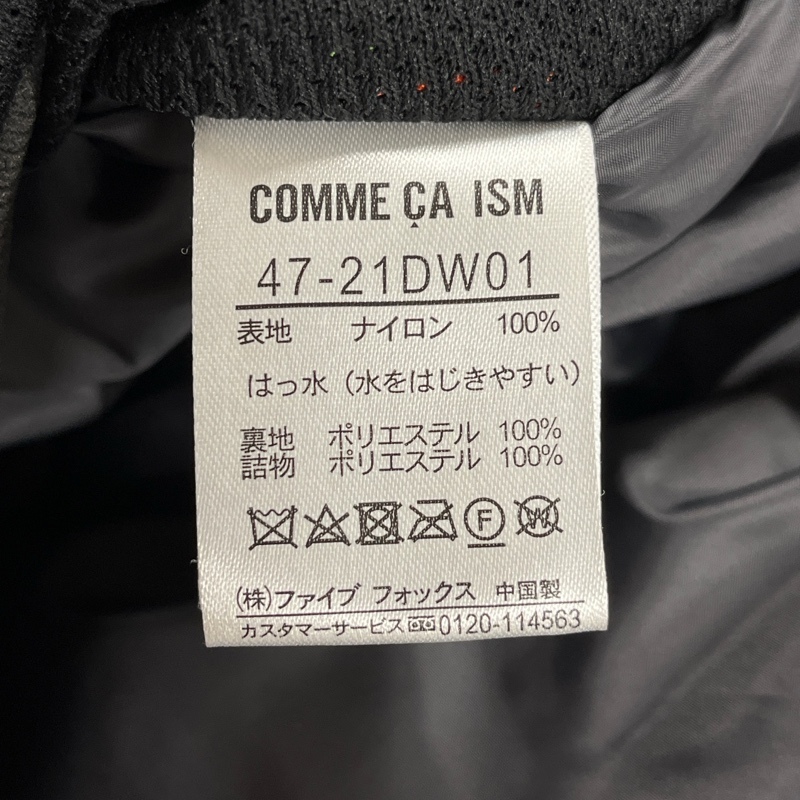 COMME ÇA ISM
47-21DW01
表地 ナイロン 100%
はっ水（水をはじきやすい）
裏地 ポリエステル 100%
詰物 ポリエステル 100%
F W
(株)ファイブ フォックス 中国製
カスタマーサービス 0120-114563